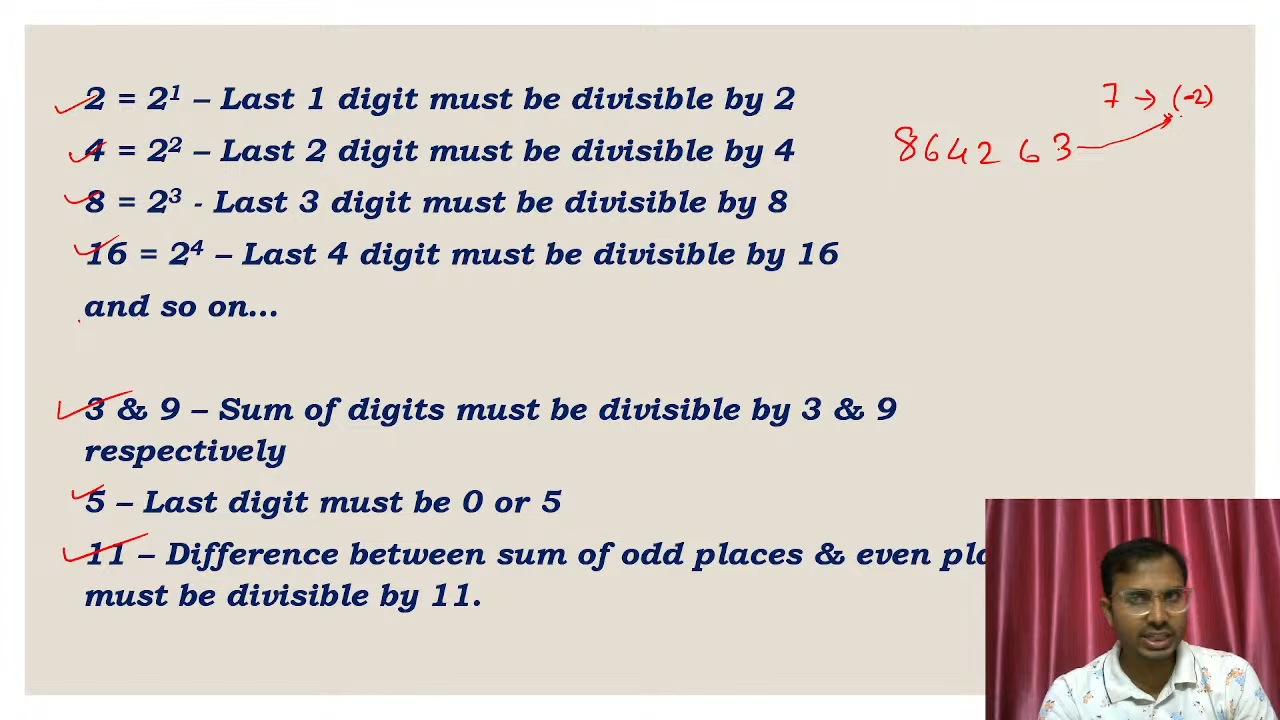 2 = 2¹ – Last 1 digit must be divisible by 2
4 = 2² – Last 2 digit must be divisible by 4
8 = 2³ - Last 3 digit must be divisible by 8
16 = 2⁴ – Last 4 digit must be divisible by 16
and so on...
7 → (-2)
864263
3 & 9 – Sum of digits must be divisible by 3 & 9
respectively
5 – Last digit must be 0 or 5
11 – Difference between sum of odd places & even
must be divisible by 11.